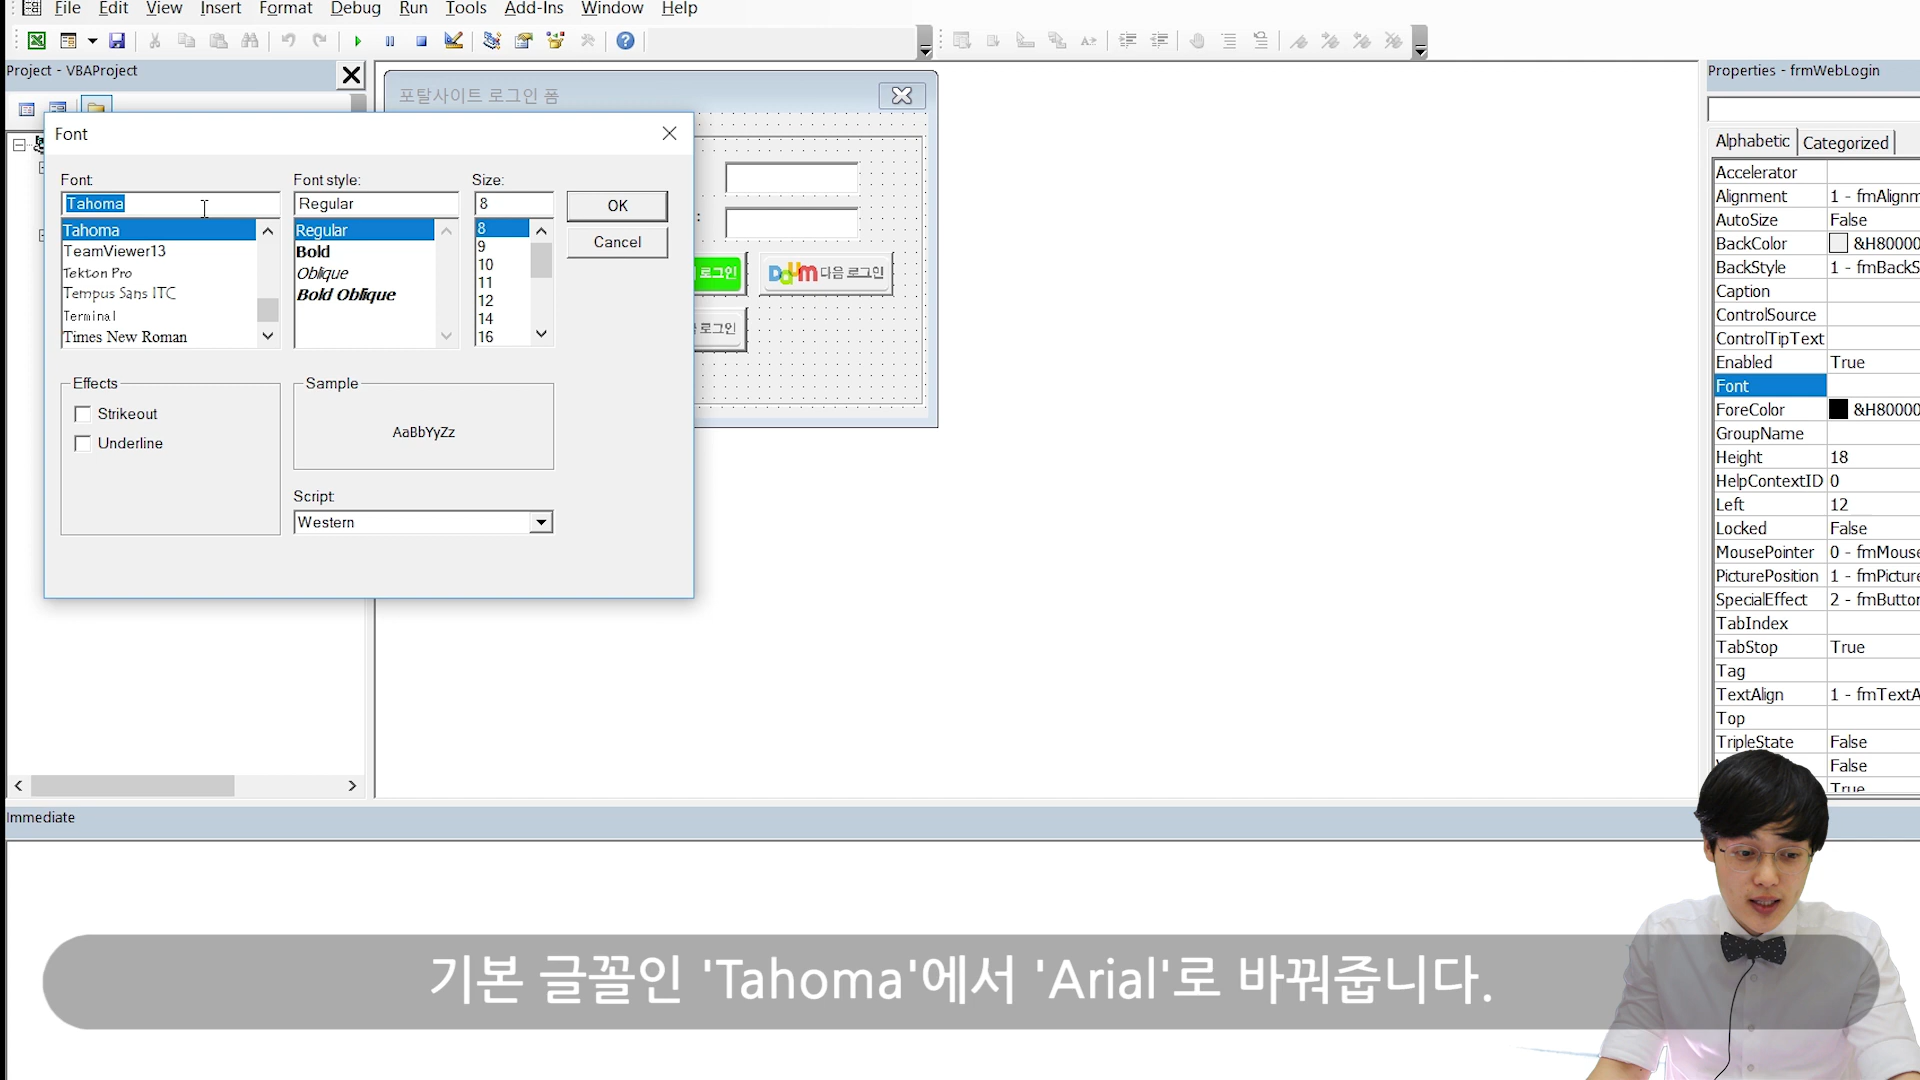 File Edit View Insert Format Debug Run Tools Add-Ins Window Help
Project - VBAProject
포탈사이트 로그인 폼
Properties - frmWebLogin
Font
Alphabetic Categorized
Font:
Tahoma
Tahoma
TeamViewer13
Tekton Pro
Tempus Sans ITC
Terminal
Times New Roman
Font style:
Regular
Regular
Bold
Oblique
Bold Oblique
Size:
8
8
9
10
11
12
14
16
OK
Cancel
Effects
Strikeout
Underline
Sample
AaBbYyZz
Script:
Western
:
로그인
Daum 다음 로그인
로그인
Accelerator
Alignment 1 - fmAlignm
AutoSize False
BackColor &H80000
BackStyle 1 - fmBackS
Caption
ControlSource
ControlTipText
Enabled True
Font
ForeColor &H80000
GroupName
Height 18
HelpContextID 0
Left 12
Locked False
MousePointer 0 - fmMouse
PicturePosition 1 - fmPicture
SpecialEffect 2 - fmButton
TabIndex
TabStop True
Tag
TextAlign 1 - fmTextA
Top
TripleState False
False
True
Immediate
기본 글꼴인 'Tahoma'에서 'Arial'로 바꿔줍니다.